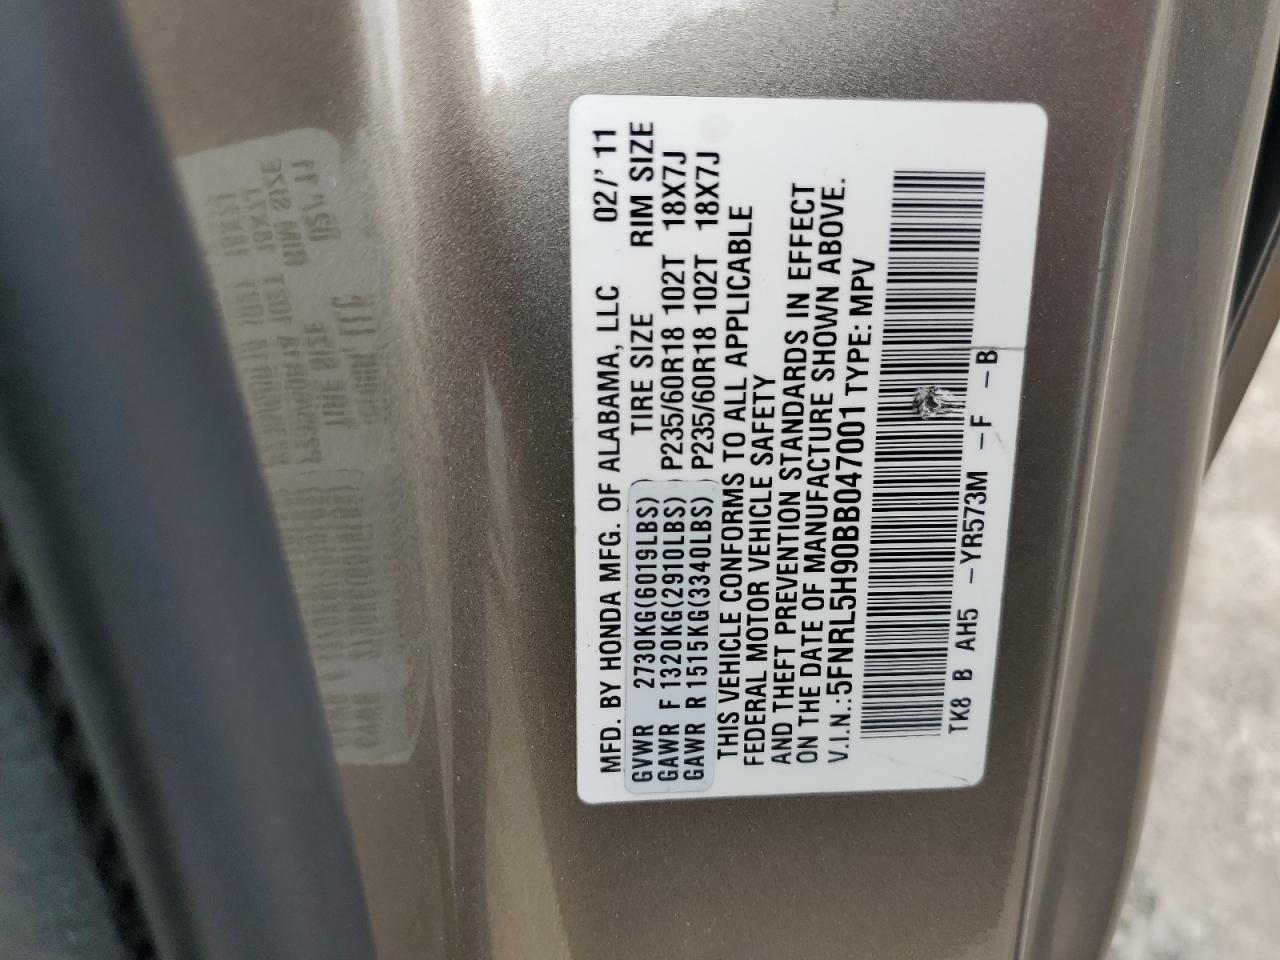 MFD. BY HONDA MFG. OF ALABAMA, LLC 02/' 11
GVWR 2730KG(6019LBS) TIRE SIZE RIM SIZE
GAWR F 1320KG(2910LBS) P235/60R18 102T 18X7J
GAWR R 1515KG(3340LBS) P235/60R18 102T 18X7J
THIS VEHICLE CONFORMS TO ALL APPLICABLE
FEDERAL MOTOR VEHICLE SAFETY
AND THEFT PREVENTION STANDARDS IN EFFECT
ON THE DATE OF MANUFACTURE SHOWN ABOVE.
V.I.N.: 5FNRL5H90BB047001 TYPE: MPV
TK8 B AH5 -YR573M -F -B